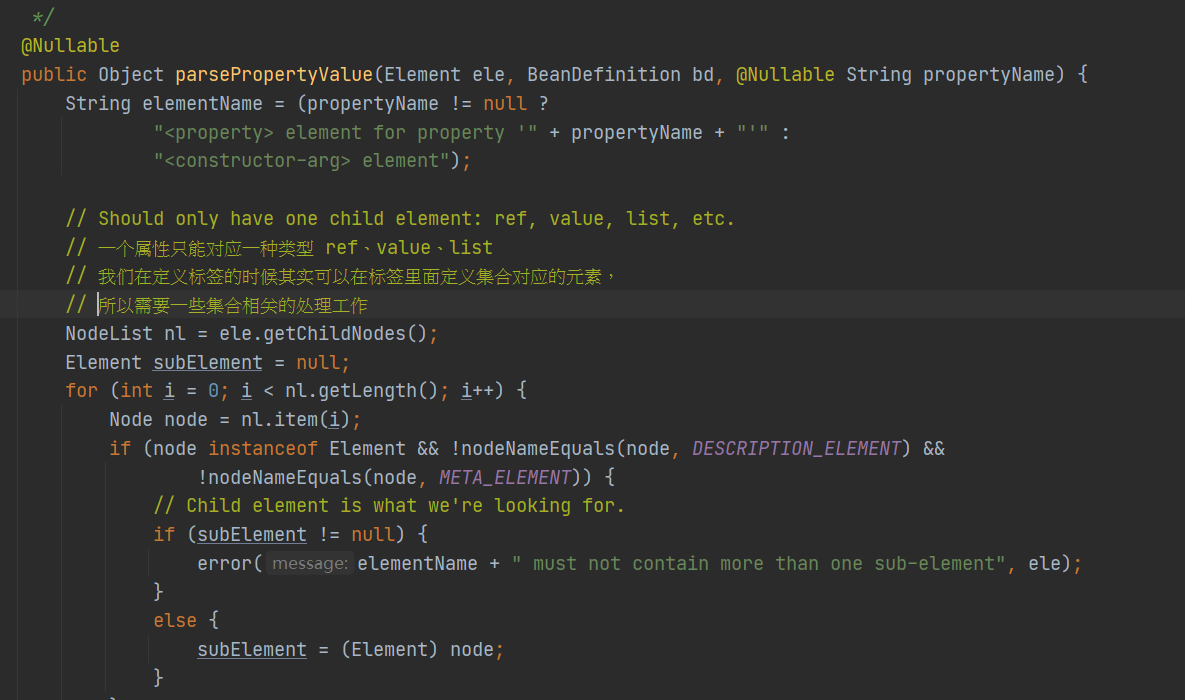 */
@Nullable
public Object parsePropertyValue(Element ele, BeanDefinition bd, @Nullable String propertyName) {
String elementName = (propertyName != null ?
"<property> element for property '" + propertyName + "'" :
"<constructor-arg> element");
// Should only have one child element: ref, value, list, etc.
// 一个属性只能对应一种类型 ref、value、list
// 我们在定义标签的时候其实可以在标签里面定义集合对应的元素，
// 所以需要一些集合相关的处理工作
NodeList nl = ele.getChildNodes();
Element subElement = null;
for (int i = 0; i < nl.getLength(); i++) {
Node node = nl.item(i);
if (node instanceof Element && !nodeNameEquals(node, DESCRIPTION_ELEMENT) &&
!nodeNameEquals(node, META_ELEMENT)) {
// Child element is what we're looking for.
if (subElement != null) {
error( message: elementName + " must not contain more than one sub-element", ele);
}
else {
subElement = (Element) node;
}